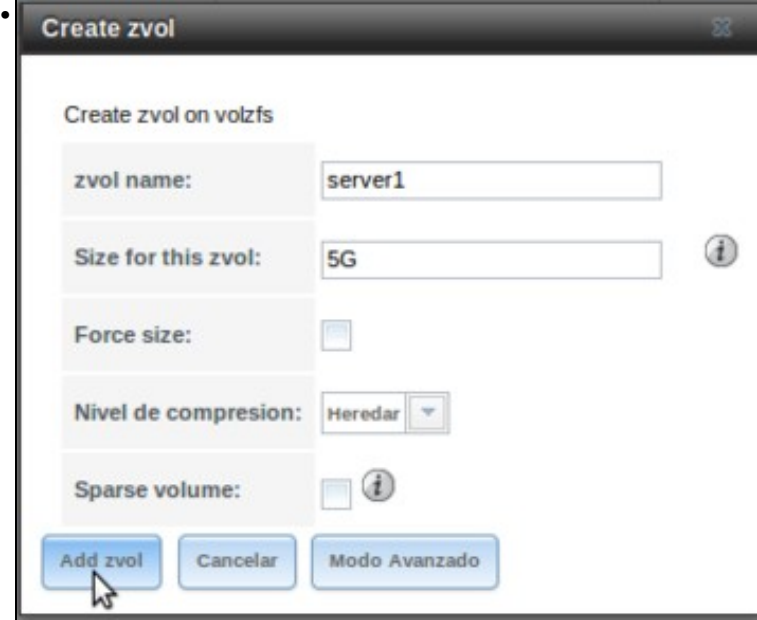 Create zvol
Create zvol on volzfs
zvol name: server1
Size for this zvol: 5G
Force size:
Nivel de compresion: Heredar
Sparse volume:
Add zvol Cancelar Modo Avanzado